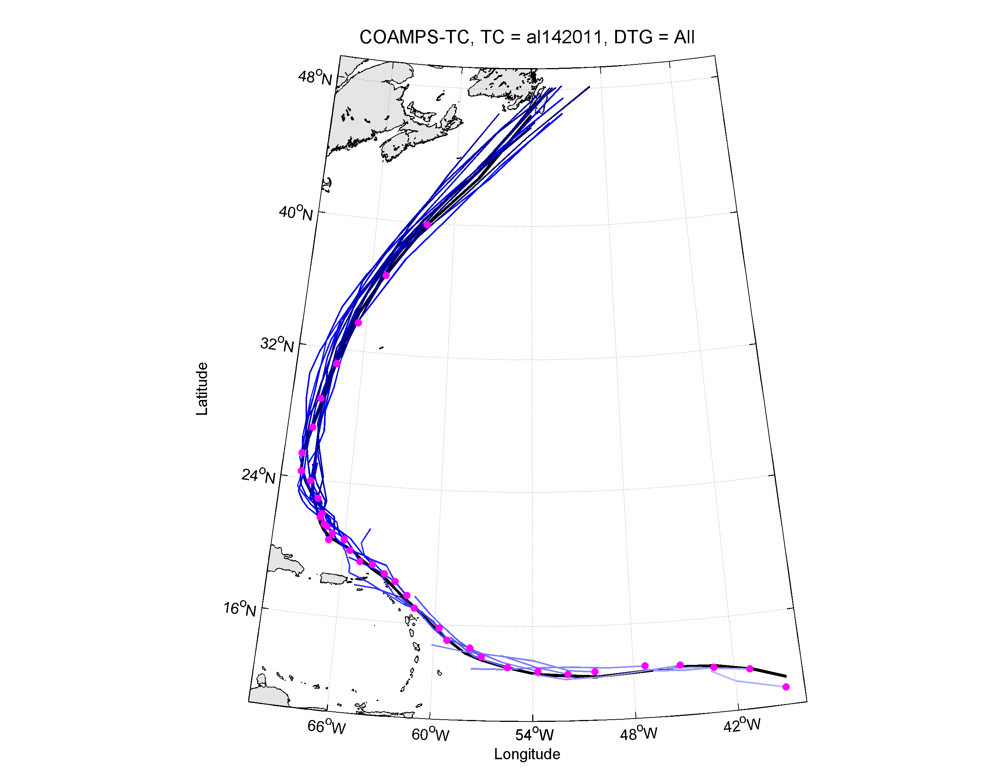 COAMPS-TC, TC = al142011, DTG = All
48°N
40°N
32°N
24°N
16°N
Latitude
66°W
60°W
54°W
48°W
42°W
Longitude